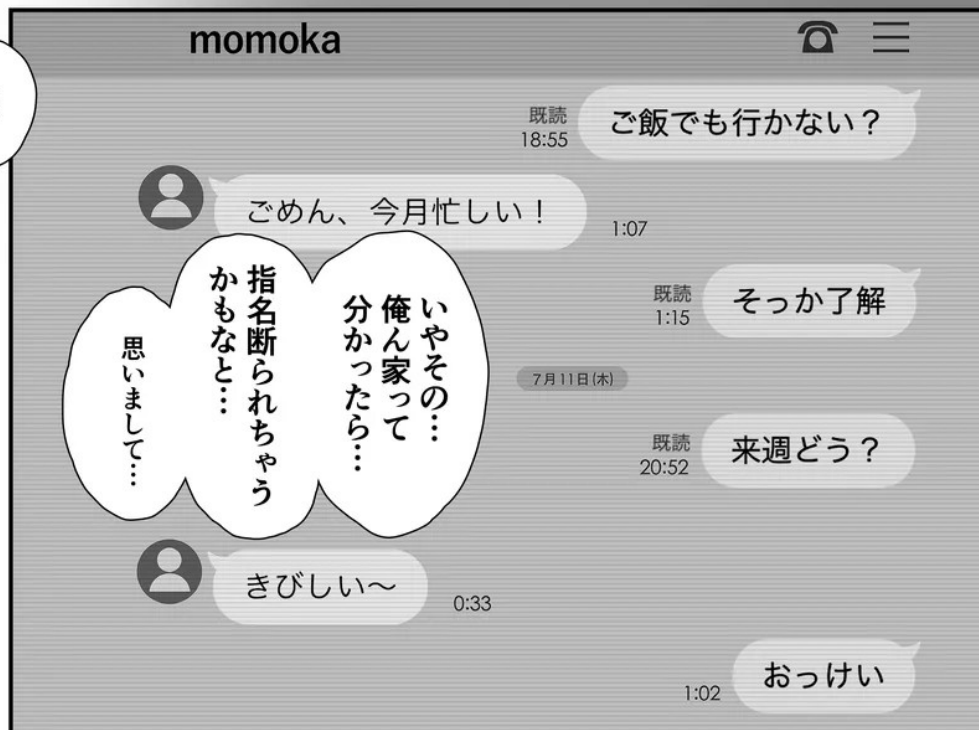 momoka
ご飯でも行かない？
既読
18:55
ごめん、今月忙しい！
1:07
いやその…
俺ん家って
分かったら…
指名断られちゃう
かもなと…
思いまして…
そっか了解
既読
1:15
7月11日(木)
来週どう？
既読
20:52
きびしい〜
0:33
おっけい
1:02